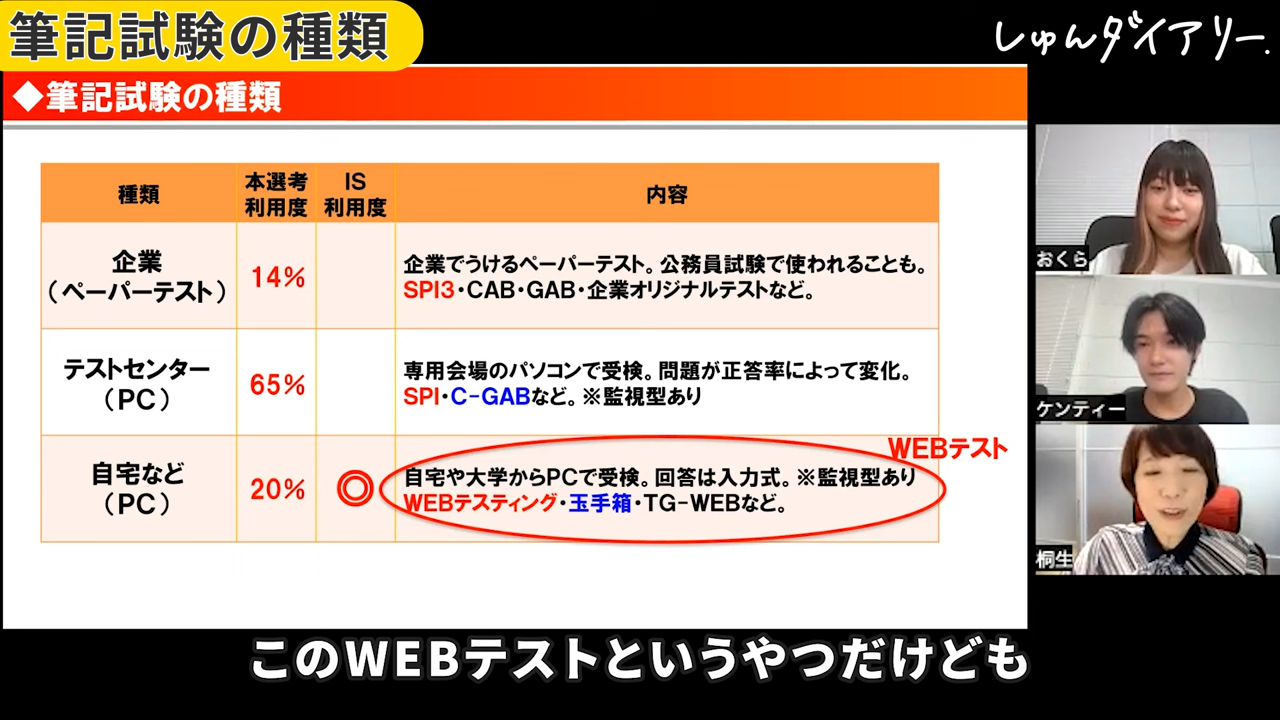 筆記試験の種類
しゅんダイアリー.
◆筆記試験の種類
種類
本選考
利用度
IS
利用度
内容
企業
（ペーパーテスト）
14%
企業でうけるペーパーテスト。公務員試験で使われることも。
SPI3・CAB・GAB・企業オリジナルテストなど。
テストセンター
（PC）
65%
専用会場のパソコンで受検。問題が正答率によって変化。
SPI・C-GABなど。※監視型あり
自宅など
（PC）
20%
◎
WEBテスト
自宅や大学からPCで受検。回答は入力式。※監視型あり
WEBテスティング・玉手箱・TG-WEBなど。
おくら
ケンティー
桐生
このWEBテストというやつだけども